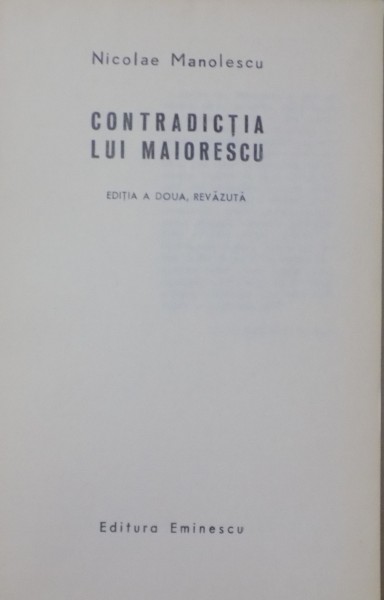 Nicolae Manolescu
CONTRADICȚIA
LUI MAIORESCU
EDIȚIA A DOUA, REVĂZUTĂ
Editura Eminescu